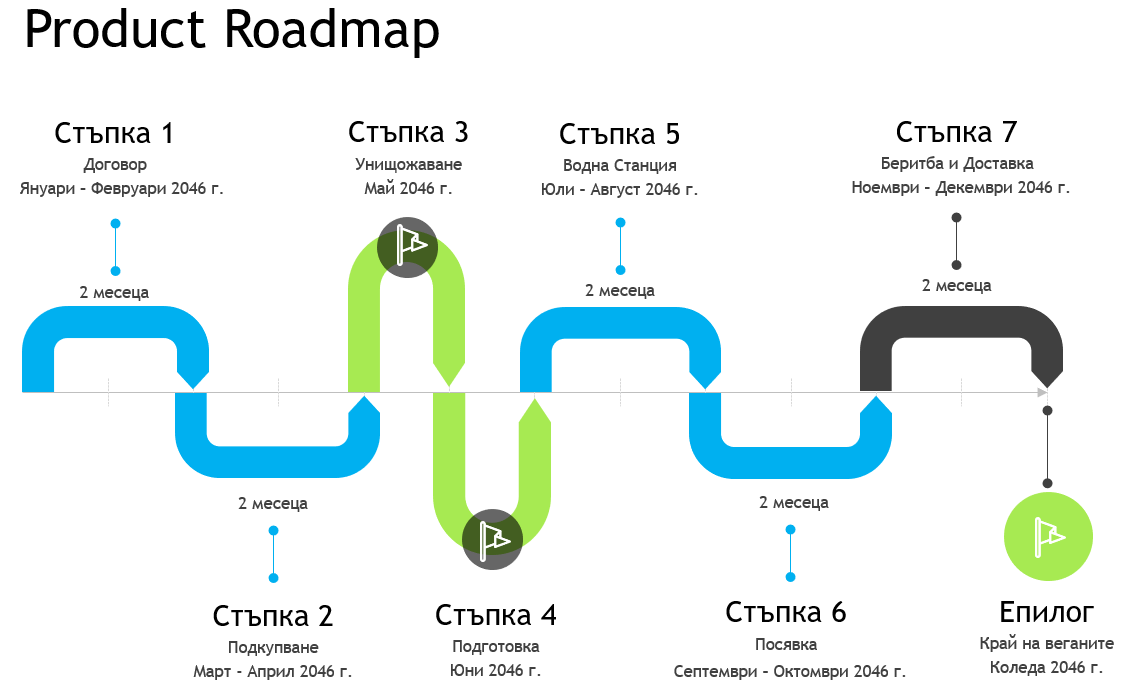 Product Roadmap
Стъпка 1
Договор
Януари – Февруари 2046 г.
2 месеца
Стъпка 3
Унищожаване
Май 2046 г.
Стъпка 5
Водна Станция
Юли – Август 2046 г.
2 месеца
Стъпка 7
Беритба и Доставка
Ноември – Декември 2046 г.
2 месеца
2 месеца
Стъпка 2
Подкупване
Март - Април 2046 г.
Стъпка 4
Подготовка
Юни 2046 г.
2 месеца
Стъпка 6
Посявка
Септември – Октомври 2046 г.
Епилог
Край на веганите
Коледа 2046 г.